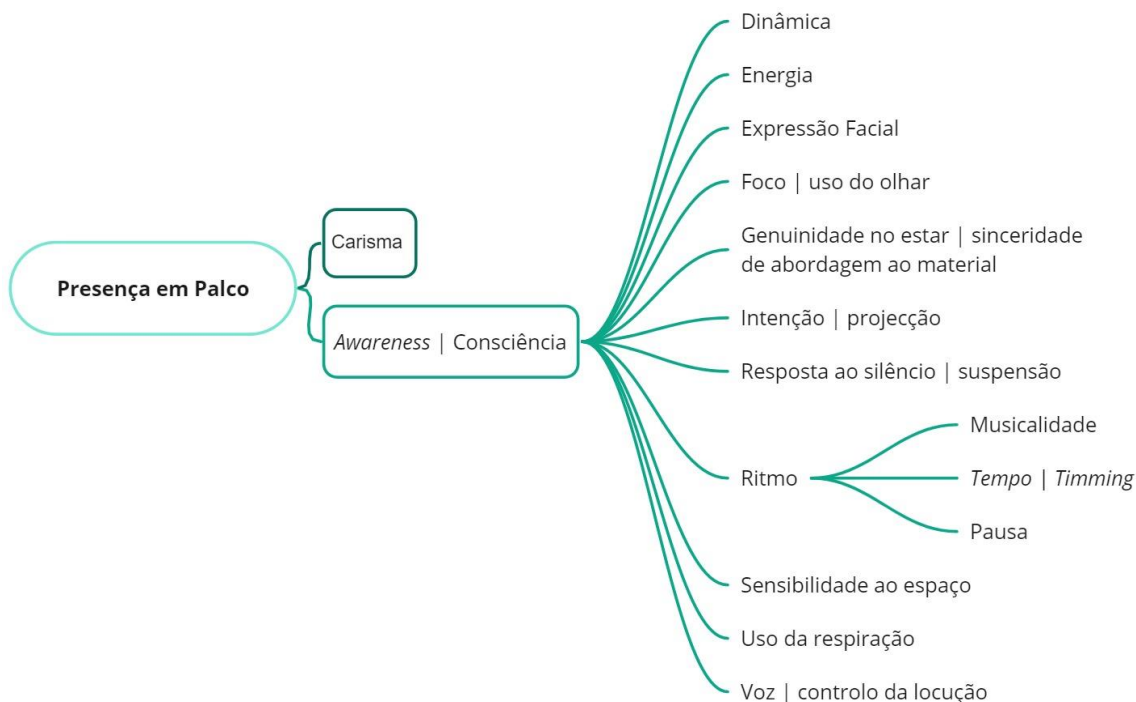 Presença em Palco
Carisma
Awareness | Consciência
Dinâmica
Energia
Expressão Facial
Foco | uso do olhar
Genuinidade no estar | sinceridade
de abordagem ao material
Intenção | projecção
Resposta ao silêncio | suspensão
Ritmo
Musicalidade
Tempo | Timming
Pausa
Sensibilidade ao espaço
Uso da respiração
Voz | controlo da locução